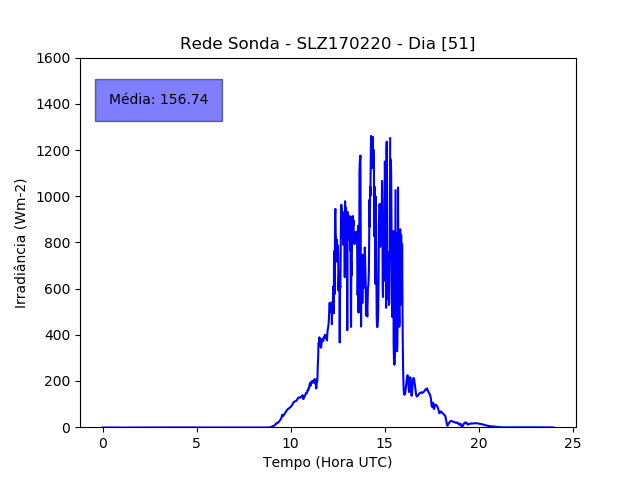 Rede Sonda - SLZ170220 - Dia [51]
1600
1400
1200
1000
800
600
400
200
0
Média: 156.74
Irradiância (Wm-2)
0 5 10 15 20 25
Tempo (Hora UTC)